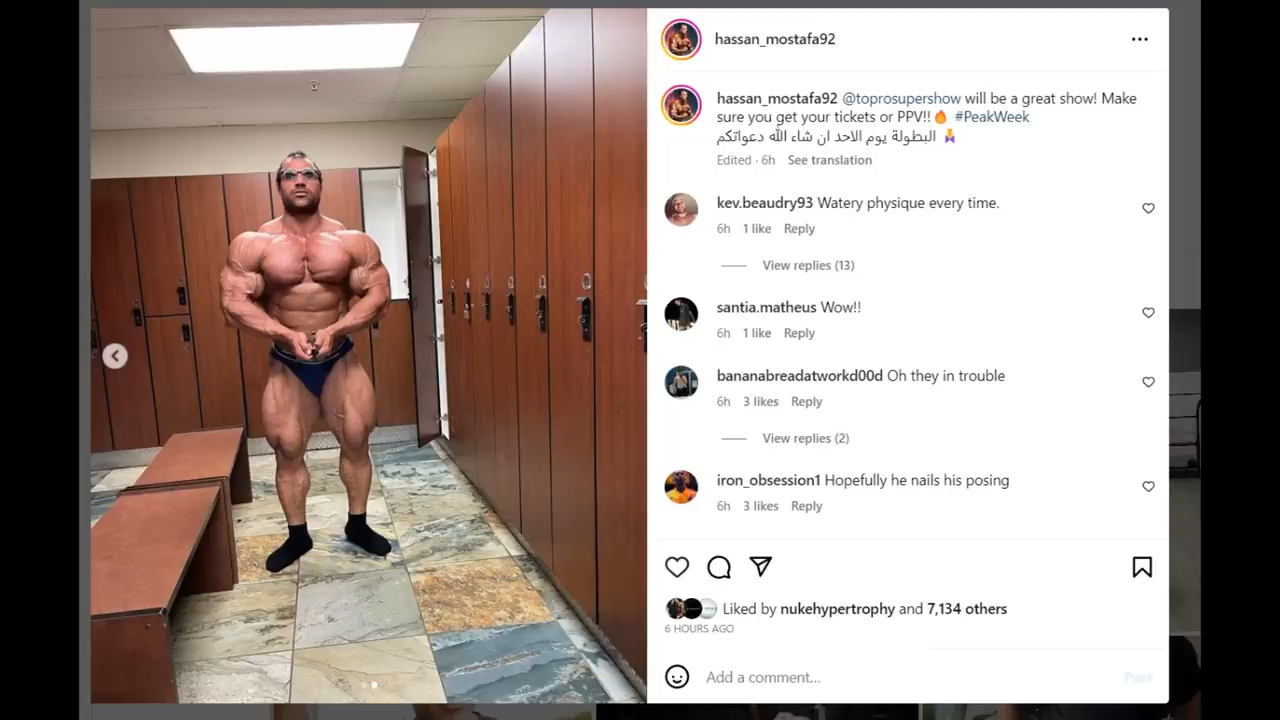 hassan_mostafa92
hassan_mostafa92 @toprosupershow will be a great show! Make
sure you get your tickets or PPV!!🔥 #PeakWeek
البطولة يوم الاحد ان شاء الله دعواتكم
Edited · 6h See translation
kev.beaudry93 Watery physique every time.
6h 1 like Reply
View replies (13)
santia.matheus Wow!!
6h 1 like Reply
bananabreadatworkd00d Oh they in trouble
6h 3 likes Reply
View replies (2)
iron_obsession1 Hopefully he nails his posing
6h 3 likes Reply
Liked by nukehypertrophy and 7,134 others
6 HOURS AGO
Add a comment...
Post